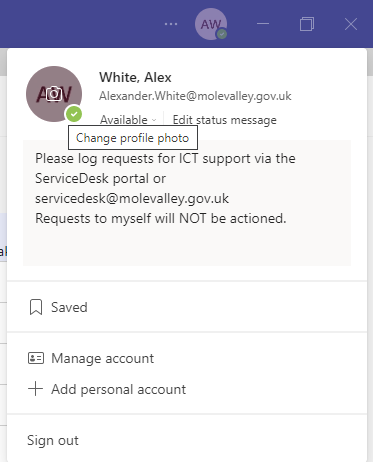 AW
AW
White, Alex
Alexander.White@molevalley.gov.uk
Available Edit status message
Change profile photo
Please log requests for ICT support via the
ServiceDesk portal or
servicedesk@molevalley.gov.uk
Requests to myself will NOT be actioned.
Saved
Manage account
Add personal account
Sign out